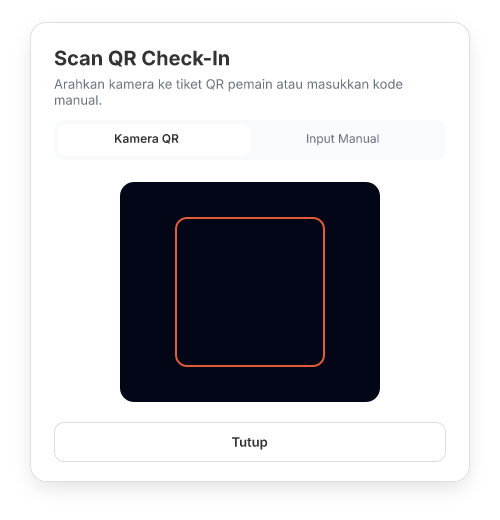 Scan QR Check-In
Arahkan kamera ke tiket QR pemain atau masukkan kode
manual.
Kamera QR
Input Manual
Tutup